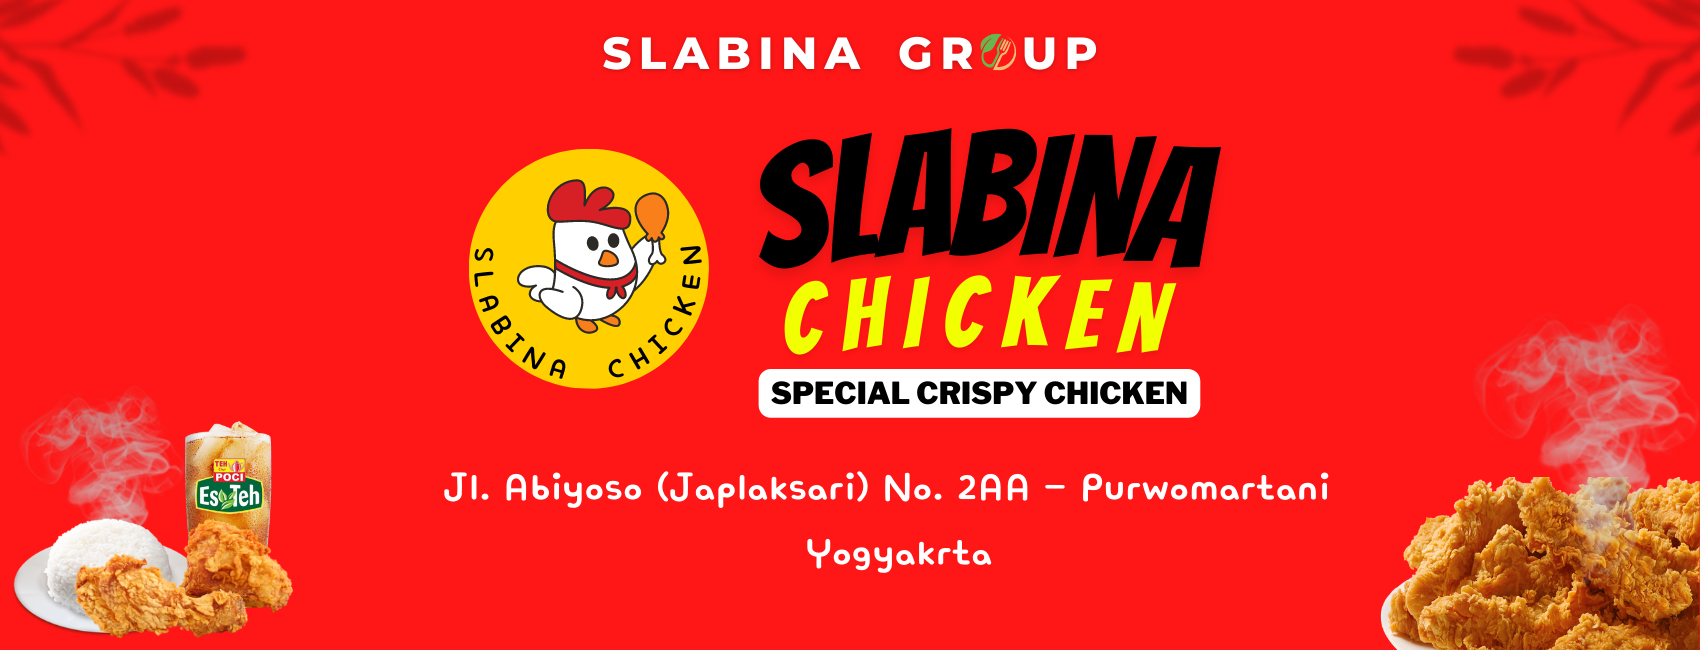 SLABINA GROUP
SLABINA CHICKEN
SLABINA
CHICKEN
SPECIAL CRISPY CHICKEN
TEH
POCI
Es Teh
Jl. Abiyoso (Japlaksari) No. 2AA - Purwomartani
Yogyakrta